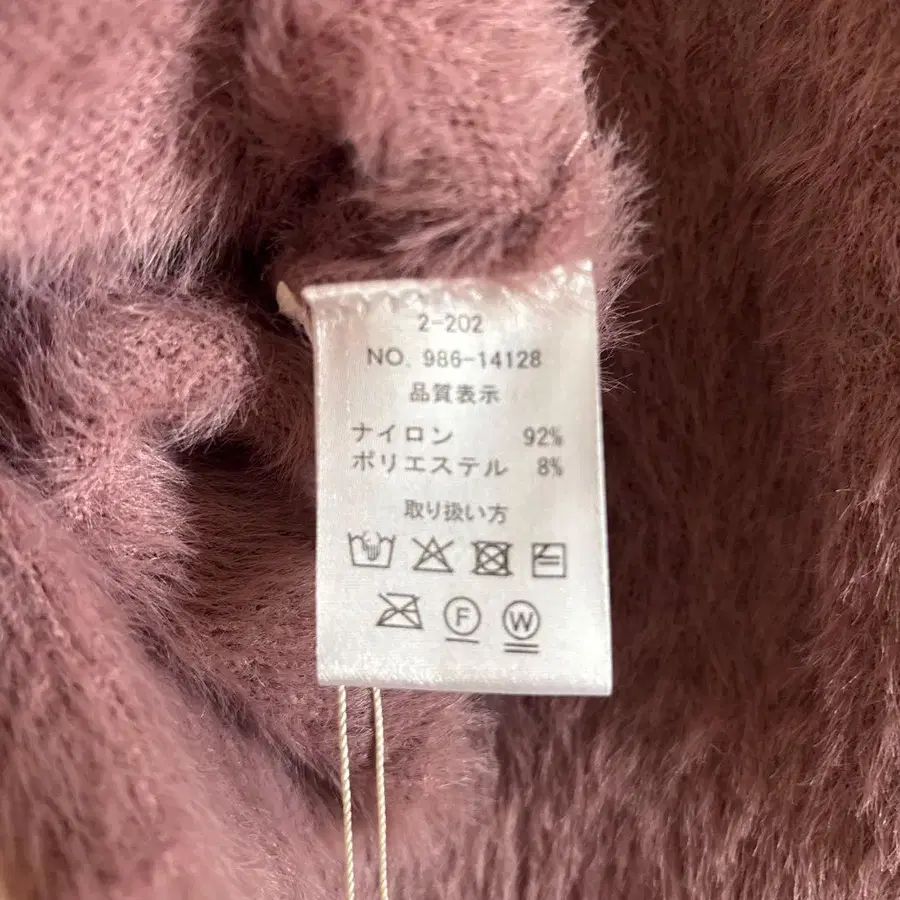 2-202
NO. 986-14128
品質表示
ナイロン 92%
ポリエステル 8%
取り扱い方
F W